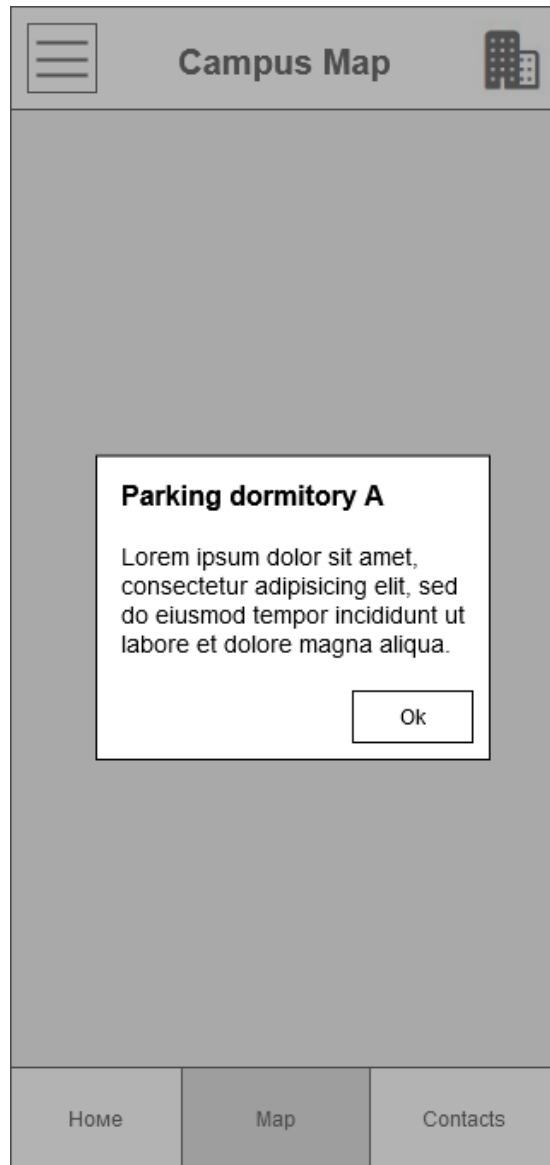 Campus Map
Parking dormitory A
Lorem ipsum dolor sit amet,
consectetur adipisicing elit, sed
do eiusmod tempor incididunt ut
labore et dolore magna aliqua.
Ok
Номе
Map
Contacts